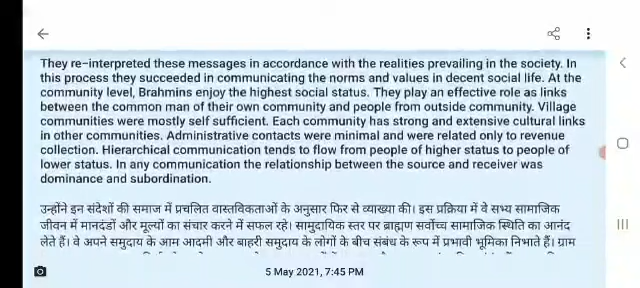 They re-interpreted these messages in accordance with the realities prevailing in the society. In
this process they succeeded in communicating the norms and values in decent social life. At the
community level, Brahmins enjoy the highest social status. They play an effective role as links
between the common man of their own community and people from outside community. Village
communities were mostly self sufficient. Each community has strong and extensive cultural links
in other communities. Administrative contacts were minimal and were related only to revenue
collection. Hierarchical communication tends to flow from people of higher status to people of
lower status. In any communication the relationship between the source and receiver was
dominance and subordination.
उन्होंने इन संदेशों की समाज में प्रचलित वास्तविकताओं के अनुसार फिर से व्याख्या की। इस प्रक्रिया में वे सभ्य सामाजिक
जीवन में मानदंडों और मूल्यों का संचार करने में सफल रहे। सामुदायिक स्तर पर ब्राह्मण सर्वोच्च सामाजिक स्थिति का आनंद
लेते हैं। वे अपने समुदाय के आम आदमी और बाहरी समुदाय के लोगों के बीच संबंध के रूप में प्रभावी भूमिका निभाते हैं। ग्राम
5 May 2021, 7:45 PM